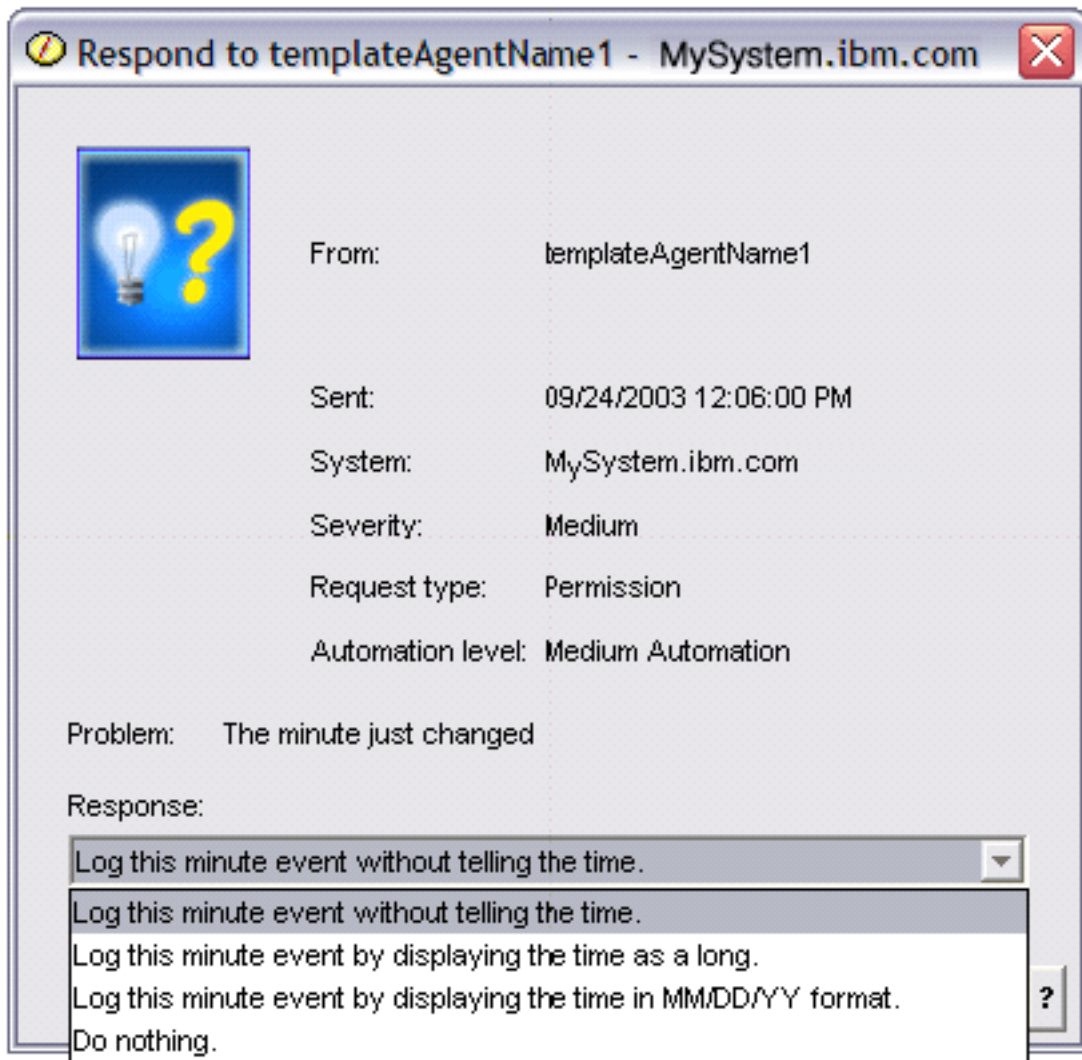 Respond to templateAgentName1 - MySystem.ibm.com
From: templateAgentName1
Sent: 09/24/2003 12:06:00 PM
System: MySystem.ibm.com
Severity: Medium
Request type: Permission
Automation level: Medium Automation
Problem: The minute just changed
Response:
Log this minute event without telling the time.
Log this minute event without telling the time.
Log this minute event by displaying the time as a long.
Log this minute event by displaying the time in MM/DD/YY format.
?
Do nothing.